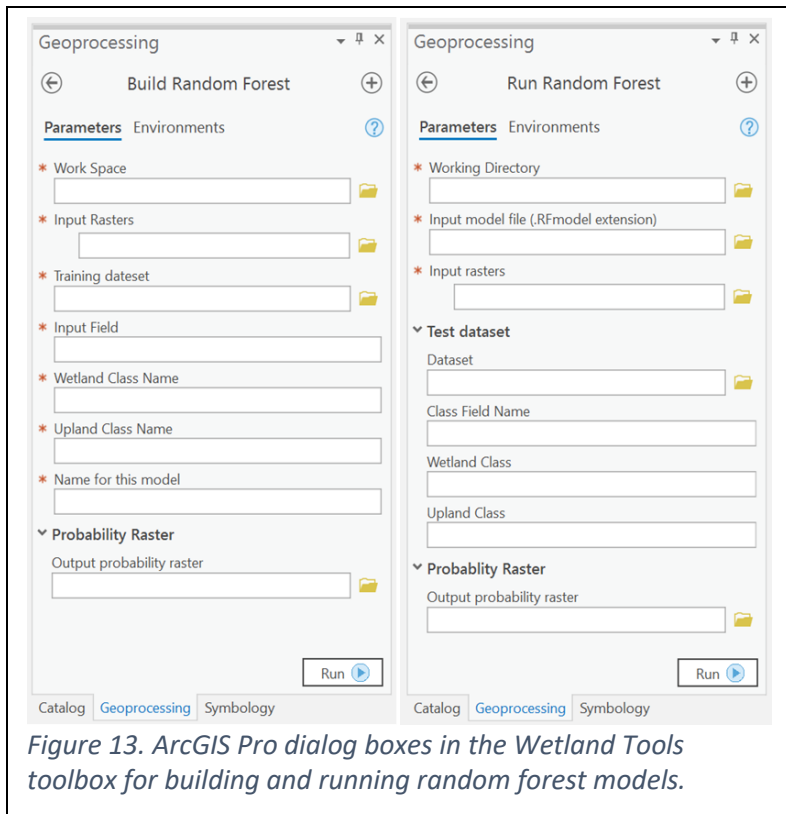 Geoprocessing
Build Random Forest
Parameters Environments
* Work Space
* Input Rasters
* Training dateset
* Input Field
* Wetland Class Name
* Upland Class Name
* Name for this model
Probability Raster
Output probability raster
Run
Catalog Geoprocessing Symbology
Geoprocessing
Run Random Forest
Parameters Environments
* Working Directory
* Input model file (.RFmodel extension)
* Input rasters
Test dataset
Dataset
Class Field Name
Wetland Class
Upland Class
Probablity Raster
Output probability raster
Run
Catalog Geoprocessing Symbology
Figure 13. ArcGIS Pro dialog boxes in the Wetland Tools
toolbox for building and running random forest models.